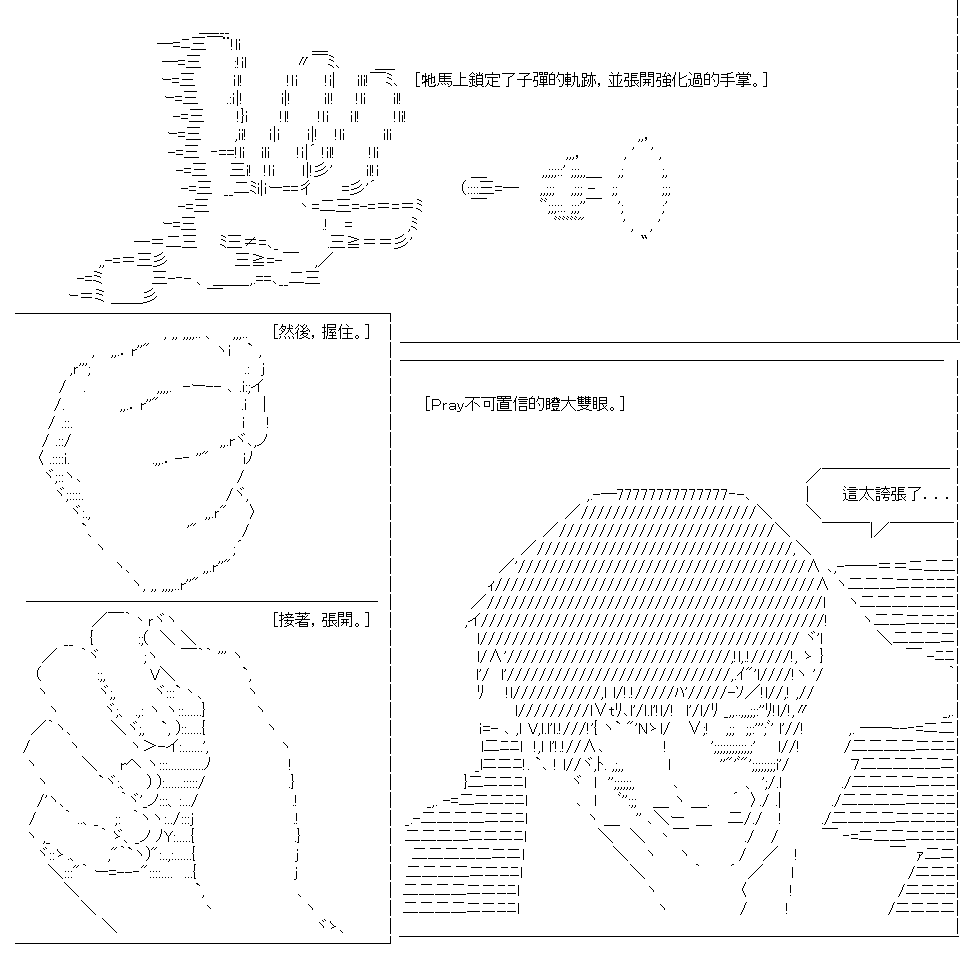 [牠馬上鎖定了子彈的軌跡，並張開強化過的手掌。]
[然後，握住。]
[Pray不可置信的瞪大雙眼。]
這太誇張了...
[接著，張開。]